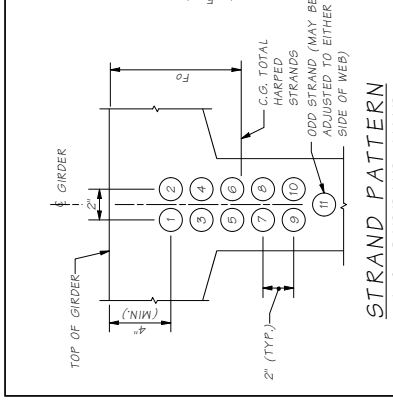 TOP OF GIRDER
℄ GIRDER
2"
4"
(MIN.)
Fo
1 2
3 4
5 6
7 8
9 10
11
2" (TYP.)
C.G. TOTAL
HARPED
STRANDS
ODD STRAND (MAY BE
ADJUSTED TO EITHER
SIDE OF WEB)
STRAND PATTERN